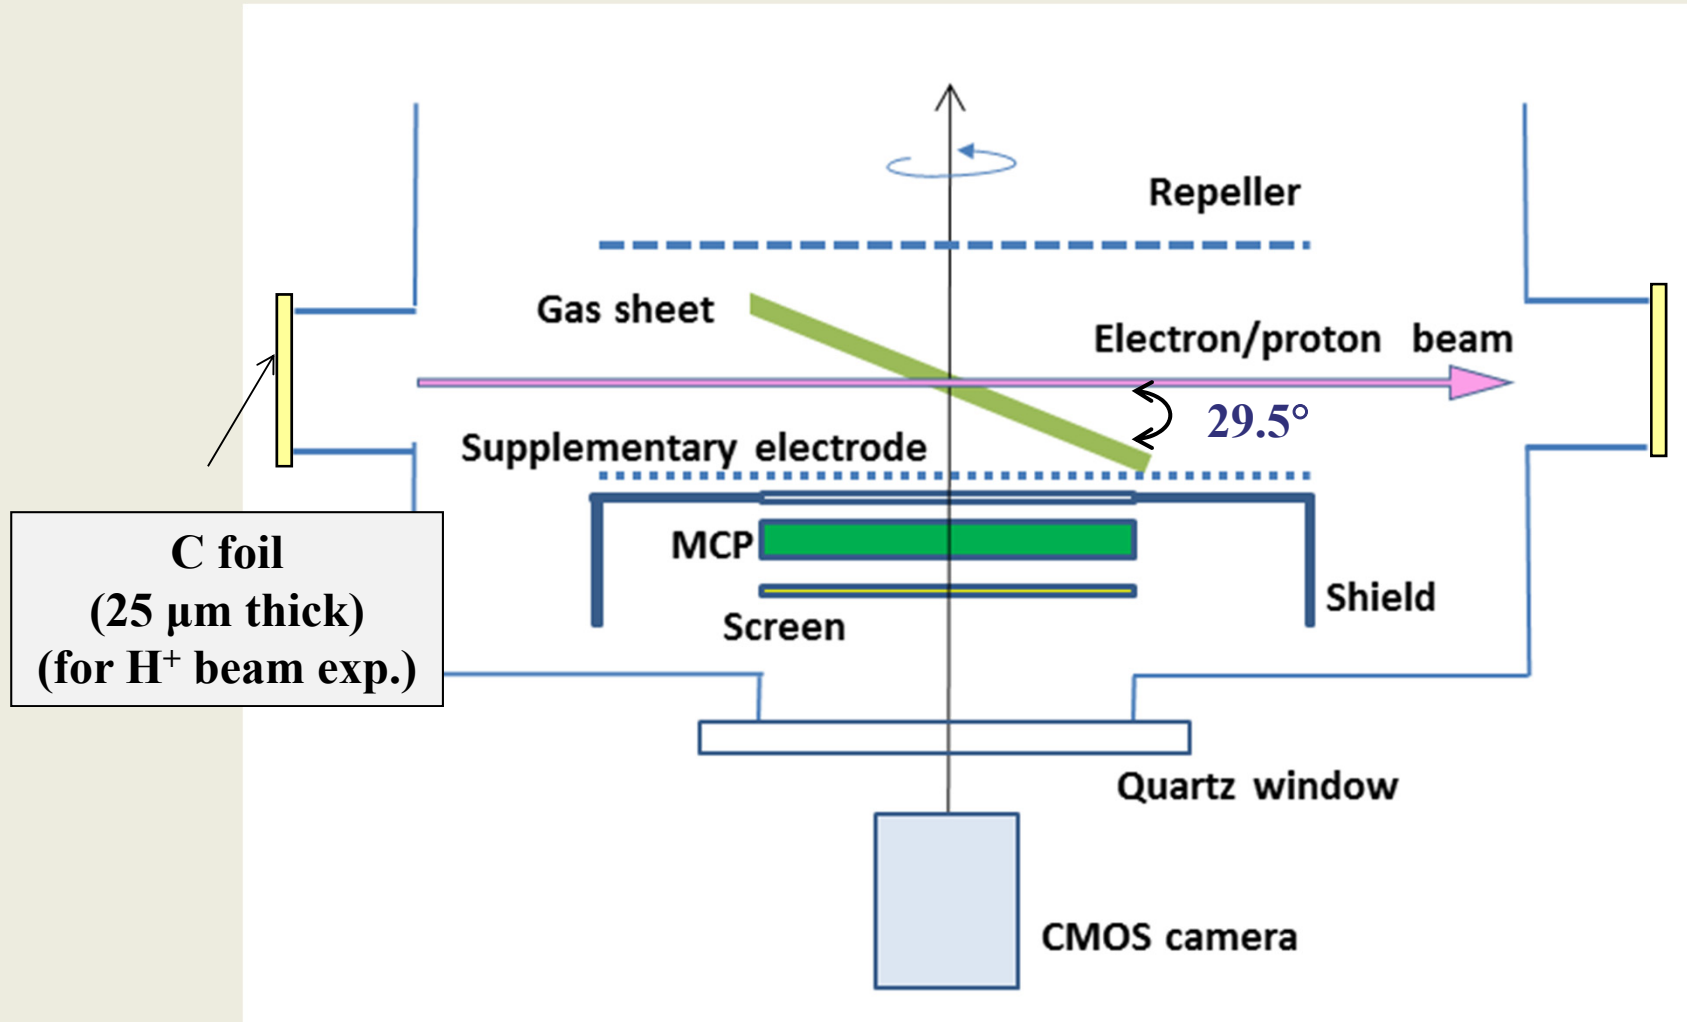 Repeller
Gas sheet
Electron/proton beam
29.5°
Supplementary electrode
C foil
(25 μm thick)
(for H⁺ beam exp.)
MCP
Shield
Screen
Quartz window
CMOS camera